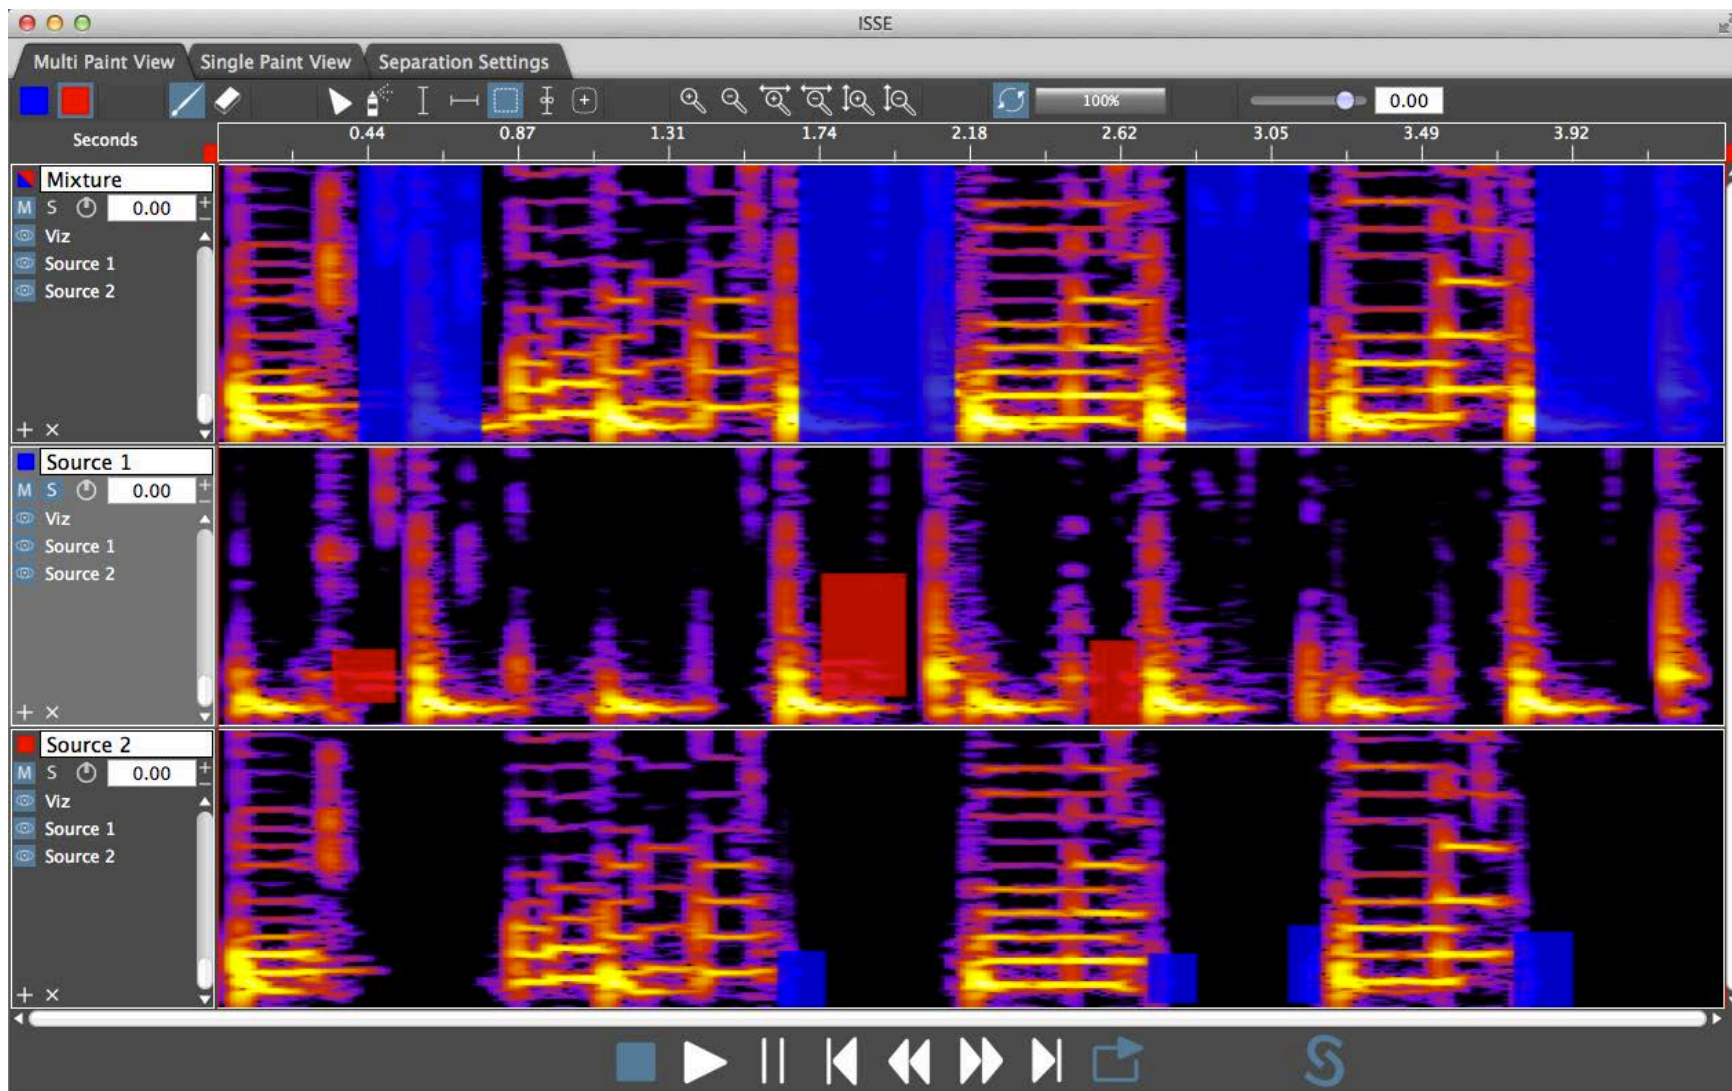 ISSE
Multi Paint View Single Paint View Separation Settings
100% 0.00
Seconds 0.44 0.87 1.31 1.74 2.18 2.62 3.05 3.49 3.92
Mixture
M S 0.00
Viz
Source 1
Source 2
Source 1
M S 0.00
Viz
Source 1
Source 2
Source 2
M S 0.00
Viz
Source 1
Source 2